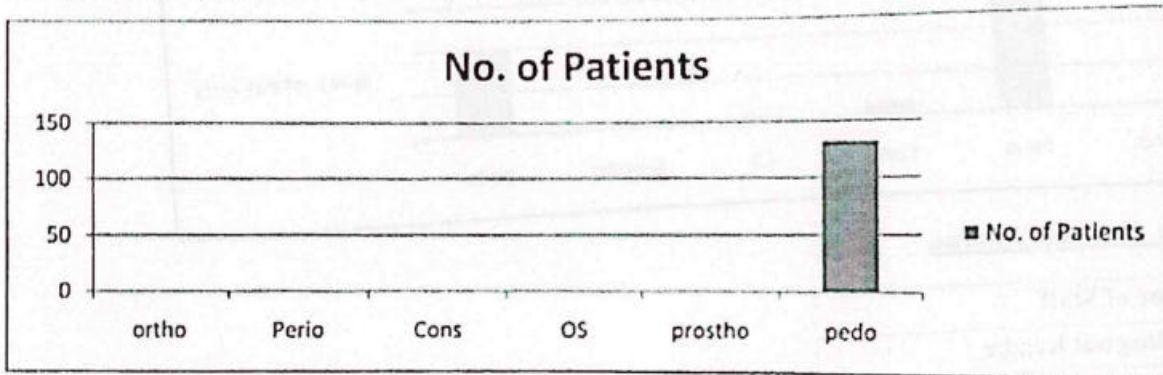 No. of Patients
150
100
50
0
ortho Perio Cons OS prostho pedo
No. of Patients